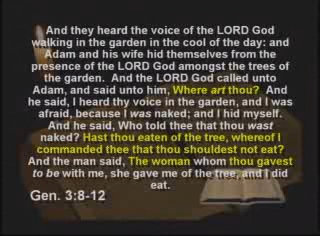 And they heard the voice of the LORD God
walking in the garden in the cool of the day: and
Adam and his wife hid themselves from the
presence of the LORD God amongst the trees of
the garden.  And the LORD God called unto
Adam, and said unto him, Where art thou?  And
he said, I heard thy voice in the garden, and I was
afraid, because I was naked; and I hid myself.
And he said, Who told thee that thou wast
naked? Hast thou eaten of the tree, whereof I
commanded thee that thou shouldest not eat?
And the man said, The woman whom thou gavest
to be with me, she gave me of the tree, and I did
eat.
Gen. 3:8-12